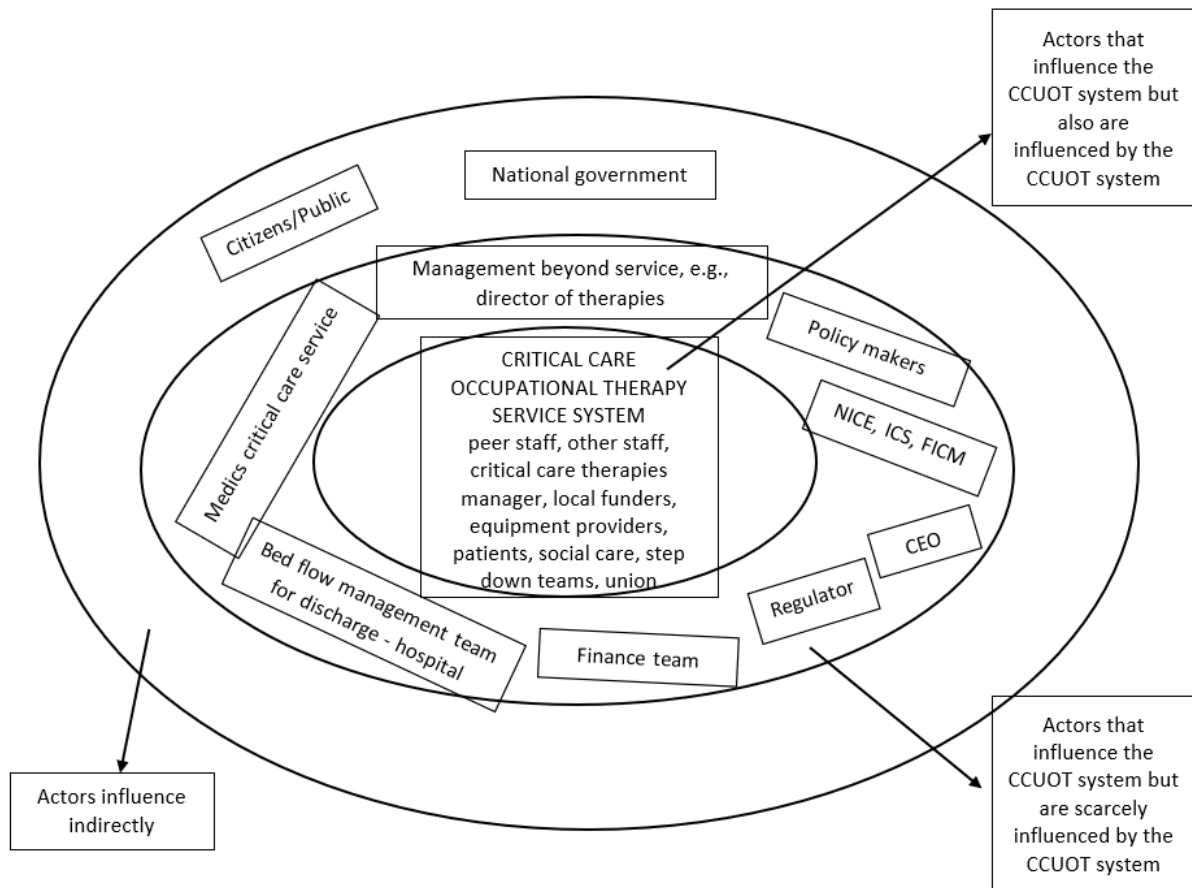 Actors that
influence the
CCUOT system but
also are
influenced by the
CCUOT system
National government
Citizens/Public
Management beyond service, e.g.,
director of therapies
Medics critical care service
Policy makers
NICE, ICS, FICM
CRITICAL CARE
OCCUPATIONAL THERAPY
SERVICE SYSTEM
peer staff, other staff,
critical care therapies
manager, local funders,
equipment providers,
patients, social care, step
down teams, union
CEO
Regulator
Bed flow management team
for discharge - hospital
Finance team
Actors influence
indirectly
Actors that
influence the
CCUOT system but
are scarcely
influenced by the
CCUOT system